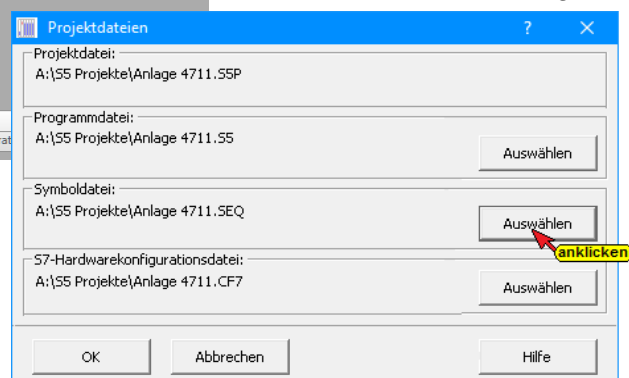 Projektdateien
Projektdatei:
A:\S5 Projekte\Anlage 4711.S5P
Programmdatei:
A:\S5 Projekte\Anlage 4711.S5
Auswählen
Symboldatei:
A:\S5 Projekte\Anlage 4711.SEQ
Auswählen
anklicken
S7-Hardwarekonfigurationsdatei:
A:\S5 Projekte\Anlage 4711.CF7
Auswählen
OK Abbrechen Hilfe